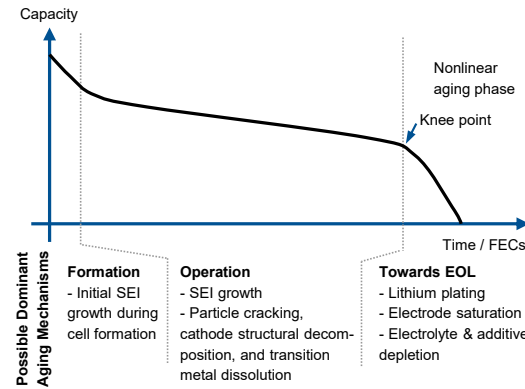 Capacity
Nonlinear
aging phase
Knee point
Time / FECs
Possible Dominant
Aging Mechanisms
Formation
- Initial SEI
growth during
cell formation
Operation
- SEI growth
- Particle cracking,
cathode structural decom-
position, and transition
metal dissolution
Towards EOL
- Lithium plating
- Electrode saturation
- Electrolyte & additive
depletion